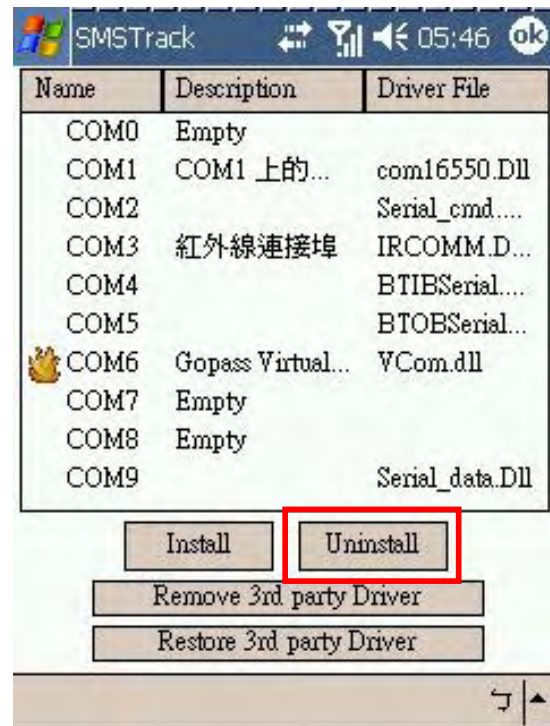 SMSTrack 05:46 ok
Name Description Driver File
COM0 Empty
COM1 COM1 上的... com16550.Dll
COM2 Serial_cmd....
COM3 紅外線連接埠 IRCOMM.D...
COM4 BTIBSerial....
COM5 BTOBSerial...
COM6 Gopass Virtual... VCom.dll
COM7 Empty
COM8 Empty
COM9 Serial_data.Dll
Install Uninstall
Remove 3rd party Driver
Restore 3rd party Driver
ㄅ